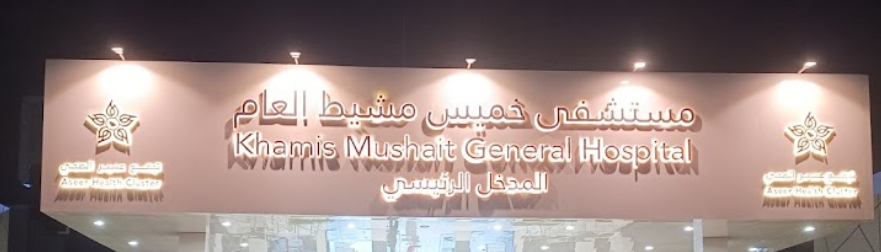 مستشفى خميس مشيط العام
Khamis Mushait General Hospital
المدخل الرئيسي
تجمع عسير الصحي
Aseer Health Cluster
تجمع عسير الصحي
Aseer Health Cluster